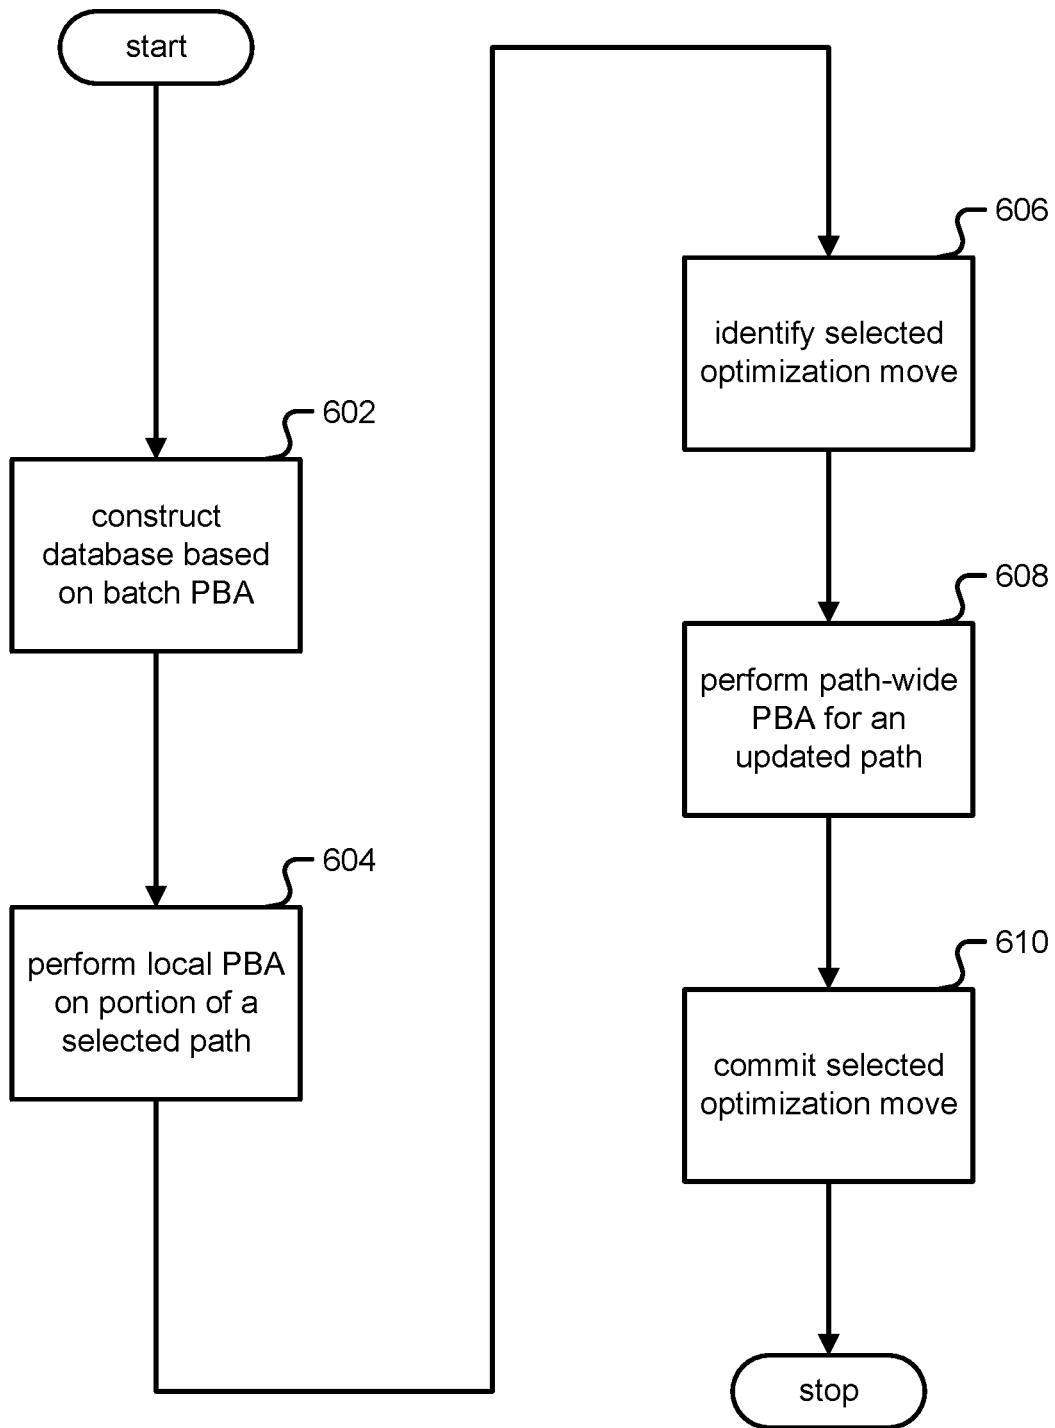 start
602
construct
database based
on batch PBA
604
perform local PBA
on portion of a
selected path
606
identify selected
optimization move
608
perform path-wide
PBA for an
updated path
610
commit selected
optimization move
stop